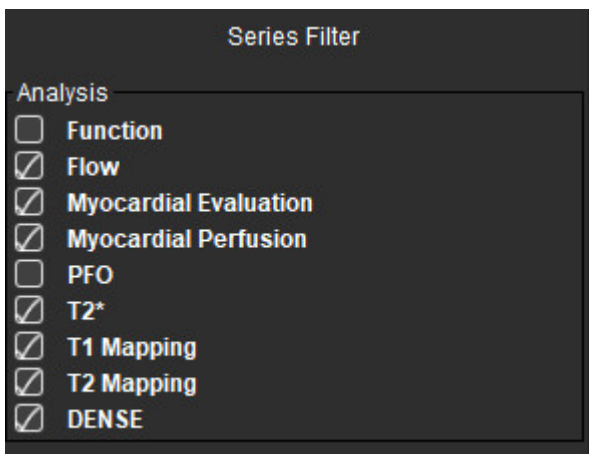 Series Filter
Analysis
Function
Flow
Myocardial Evaluation
Myocardial Perfusion
PFO
T2*
T1 Mapping
T2 Mapping
DENSE